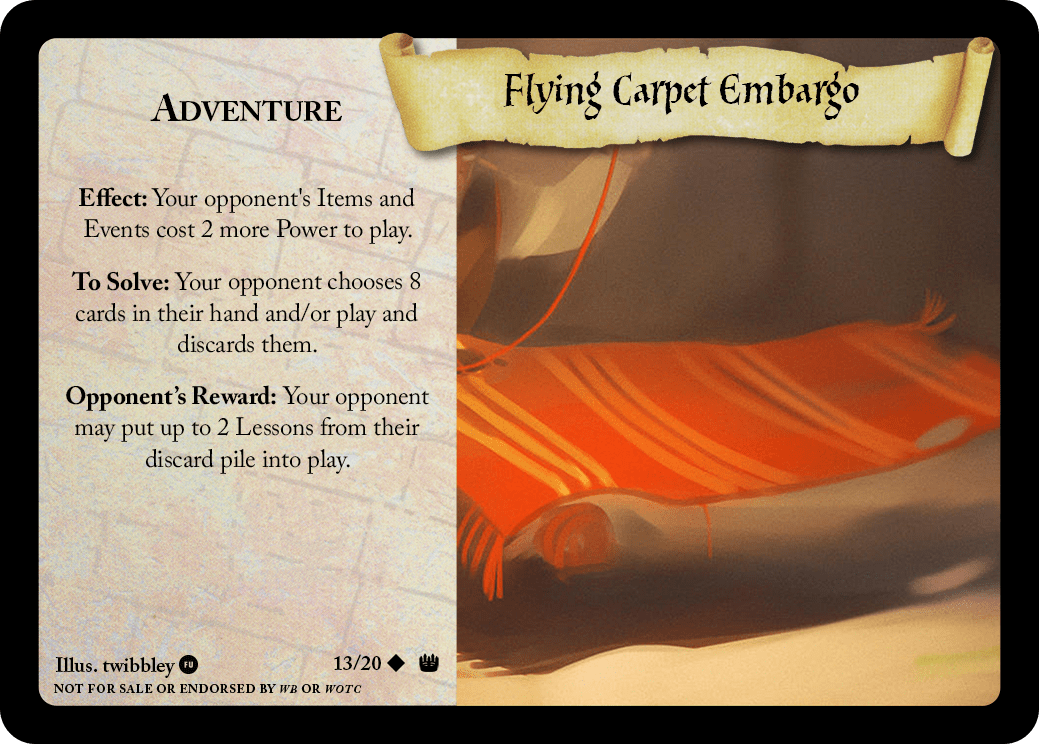 Flying Carpet Embargo
ADVENTURE
Effect: Your opponent's Items and
Events cost 2 more Power to play.
To Solve: Your opponent chooses 8
cards in their hand and/or play and
discards them.
Opponent’s Reward: Your opponent
may put up to 2 Lessons from their
discard pile into play.
Illus. twibbley FU
13/20
NOT FOR SALE OR ENDORSED BY WB OR WOTC